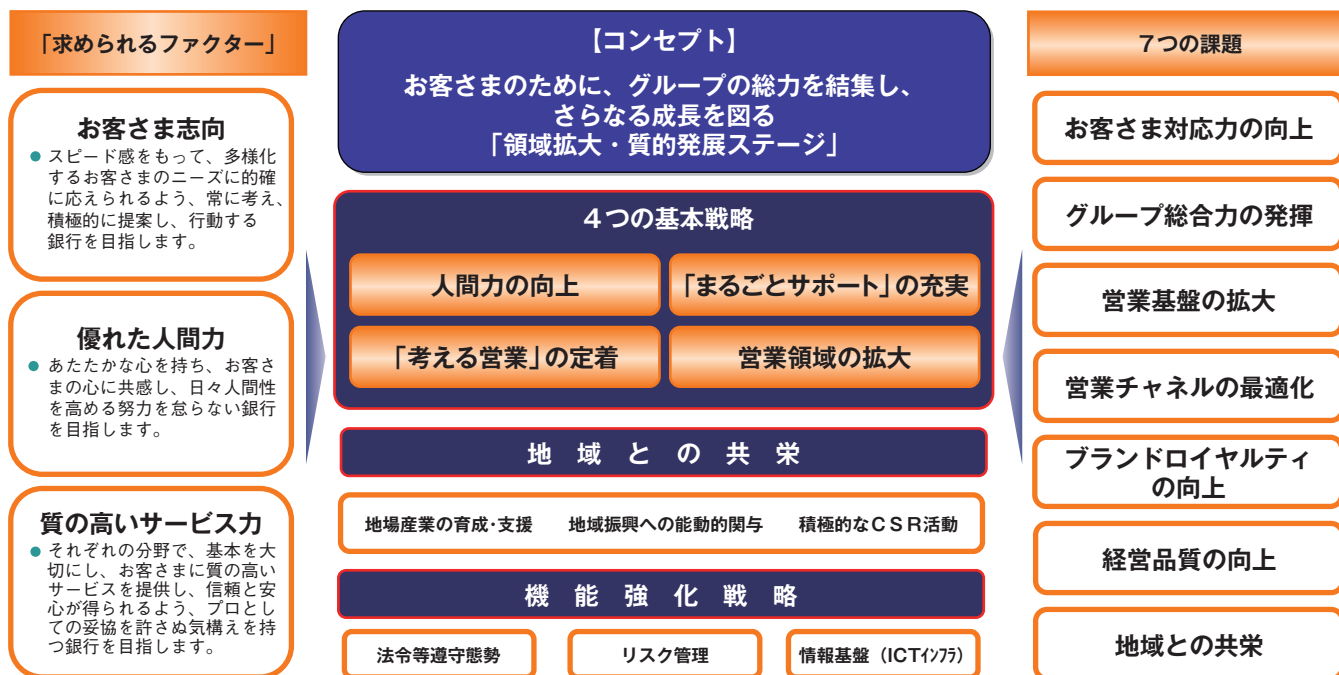 「求められるファクター」
お客さま志向
● スピード感をもって、多様化
するお客さまのニーズに的確
に応えられるよう、常に考え、
積極的に提案し、行動する
銀行を目指します。
優れた人間力
● あたたかな心を持ち、お客さ
まの心に共感し、日々人間性
を高める努力を怠らない銀行
を目指します。
質の高いサービス力
● それぞれの分野で、基本を大
切にし、お客さまに質の高い
サービスを提供し、信頼と安
心が得られるよう、プロとし
ての妥協を許さぬ気構えを持
つ銀行を目指します。
【コンセプト】
お客さまのために、グループの総力を結集し、
さらなる成長を図る
「領域拡大・質的発展ステージ」
4つの基本戦略
人間力の向上
「まるごとサポート」の充実
「考える営業」の定着
営業領域の拡大
地域との共栄
地場産業の育成・支援 地域振興への能動的関与 積極的なCSR活動
機能強化戦略
法令等遵守態勢
リスク管理
情報基盤（ICTｲﾝﾌﾗ）
7つの課題
お客さま対応力の向上
グループ総合力の発揮
営業基盤の拡大
営業チャネルの最適化
ブランドロイヤルティ
の向上
経営品質の向上
地域との共栄